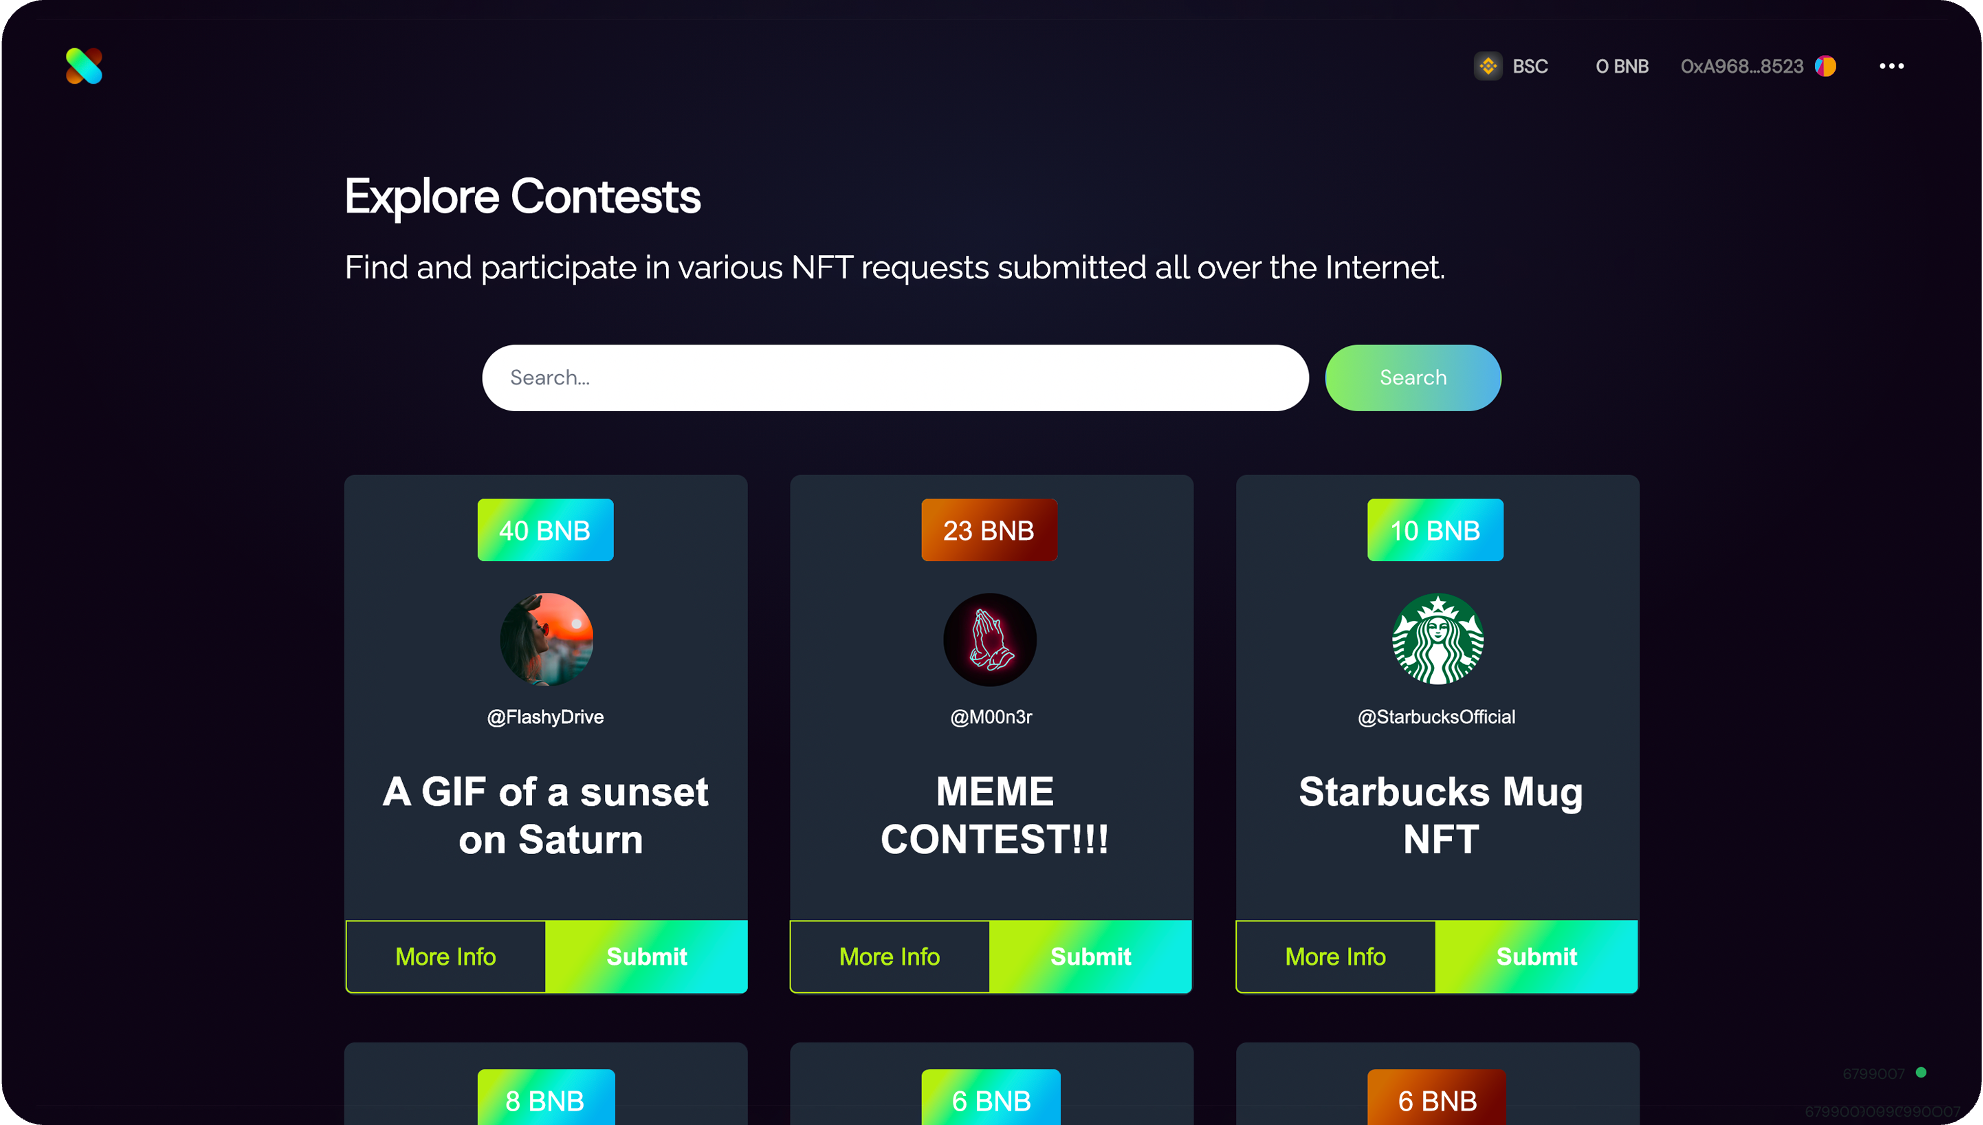 BSC
0 BNB
0xA968...8523
Explore Contests
Find and participate in various NFT requests submitted all over the Internet.
Search...
Search
40 BNB
23 BNB
10 BNB
@FlashyDrive
@M00n3r
@StarbucksOfficial
A GIF of a sunset
on Saturn
MEME
CONTEST!!!
Starbucks Mug
NFT
More Info
Submit
More Info
Submit
More Info
Submit
8 BNB
6 BNB
6 BNB
6799007